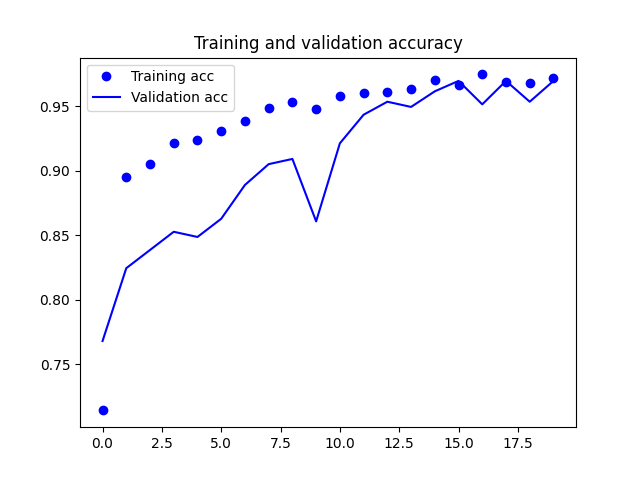 Training and validation accuracy
Training acc
Validation acc
0.95
0.90
0.85
0.80
0.75
0.0 2.5 5.0 7.5 10.0 12.5 15.0 17.5